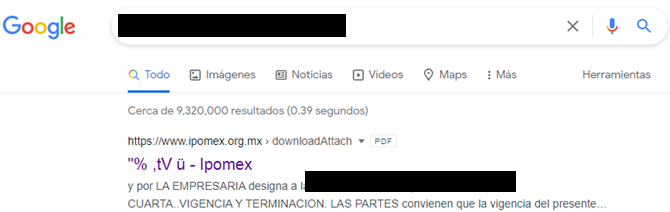 Google
Todo Imágenes Noticias Videos Maps Más Herramientas
Cerca de 9,320,000 resultados (0.39 segundos)
https://www.ipomex.org.mx › downloadAttach PDF
"% ,tV ü - Ipomex
y por LA EMPRESARIA designa a la
CUARTA..VIGENCIA Y TERMINACION. LAS PARTES convienen que la vigencia del presente...